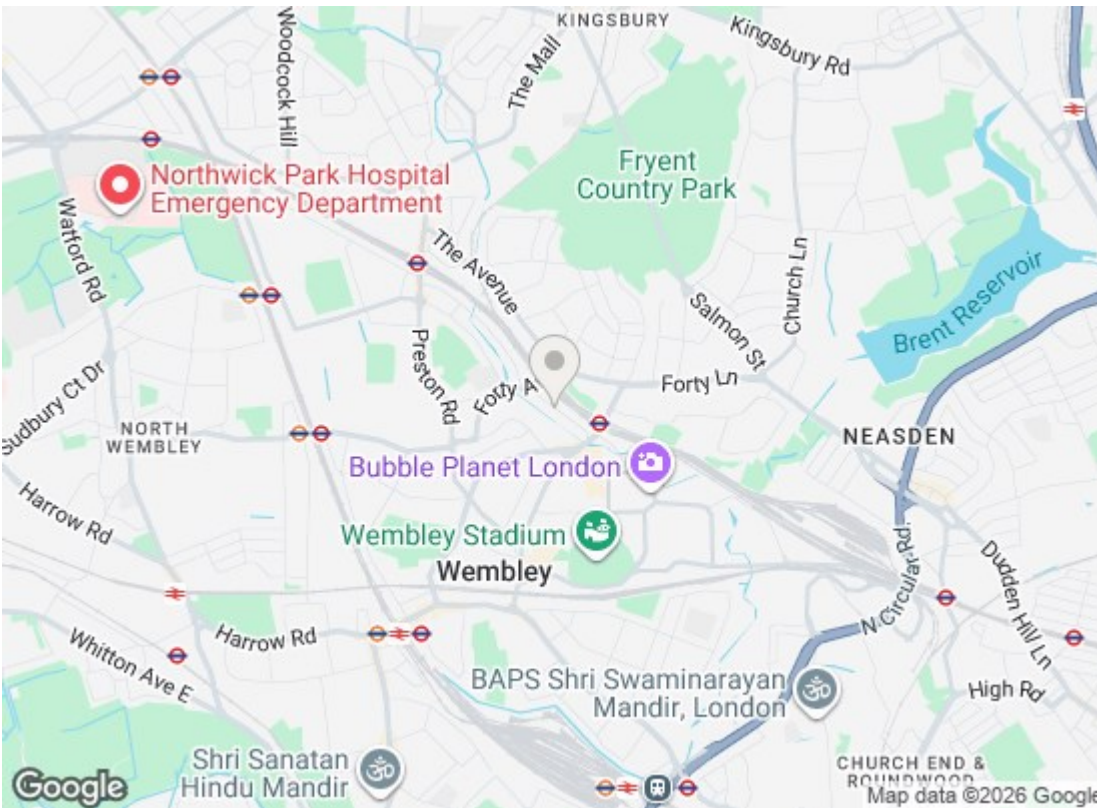 KINGSBURY
Kingsbury Rd
Woodcock Hill
The Mall
Fryent
Country Park
Northwick Park Hospital
Emergency Department
Watford Rd
The Avenue
Church Ln
Salmon St
Brent Reservoir
Preston Rd
Forty A
Forty Ln
Sudbury Ct Dr
NORTH
WEMBLEY
NEASDEN
Bubble Planet London
Harrow Rd
Wembley Stadium
Wembley
N Circular Rd
Dudden Hill Ln
Harrow Rd
Whitton Ave E
BAPS Shri Swaminarayan
Mandir, London
High Rd
Shri Sanatan
Hindu Mandir
CHURCH END &
ROUNDWOOD
Google
Map data ©2026 Google